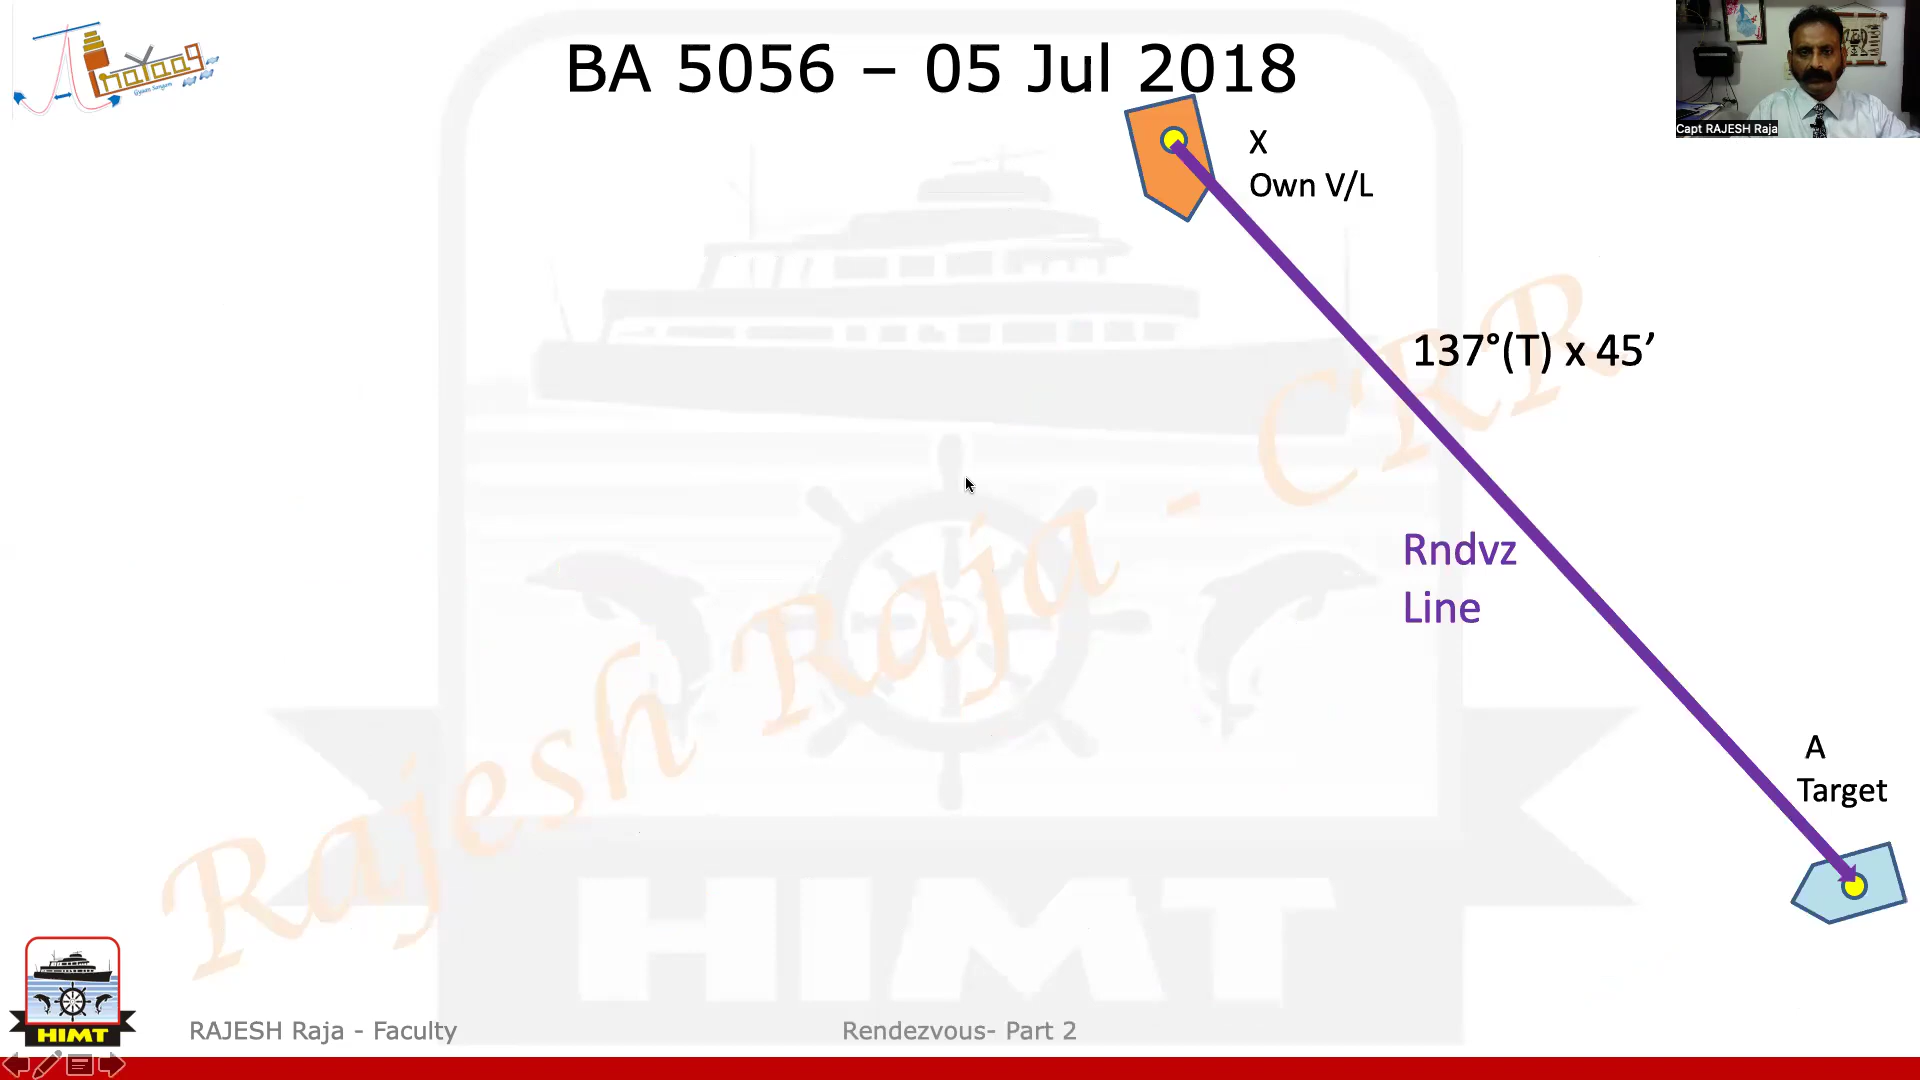 BA 5056 – 05 Jul 2018
Capt RAJESH Raja
X
Own V/L
137°(T) x 45’
Rndvz
Line
A
Target
Rajesh Raja - CRR
HIMT
HIMT
RAJESH Raja - Faculty
Rendezvous- Part 2